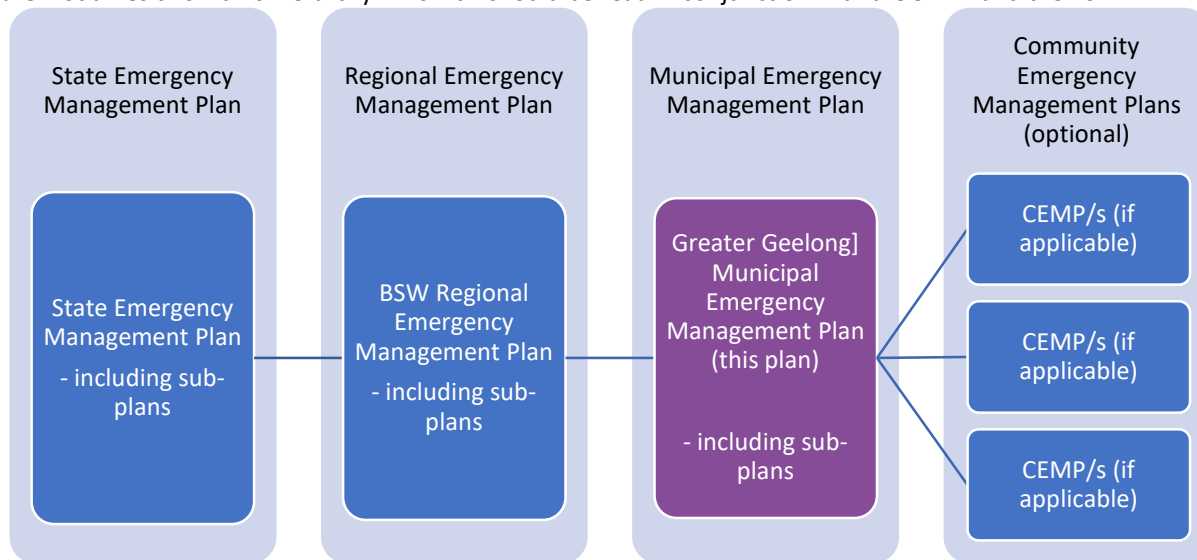 State Emergency
Management Plan
Regional Emergency
Management Plan
Municipal Emergency
Management Plan
Community
Emergency
Management Plans
(optional)
State Emergency
Management Plan
- including sub-
plans
BSW Regional
Emergency
Management Plan
- including sub-
plans
Greater Geelong]
Municipal
Emergency
Management Plan
(this plan)
- including sub-
plans
CEMP/s (if
applicable)
CEMP/s (if
applicable)
CEMP/s (if
applicable)